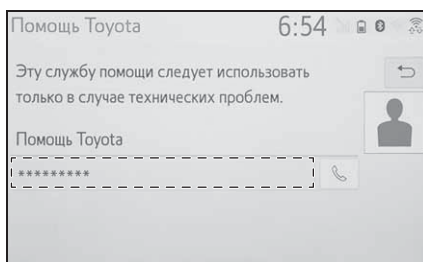 Помощь Toyota 6:54
Эту службу помощи следует использовать
только в случае технических проблем.
Помощь Toyota
*********